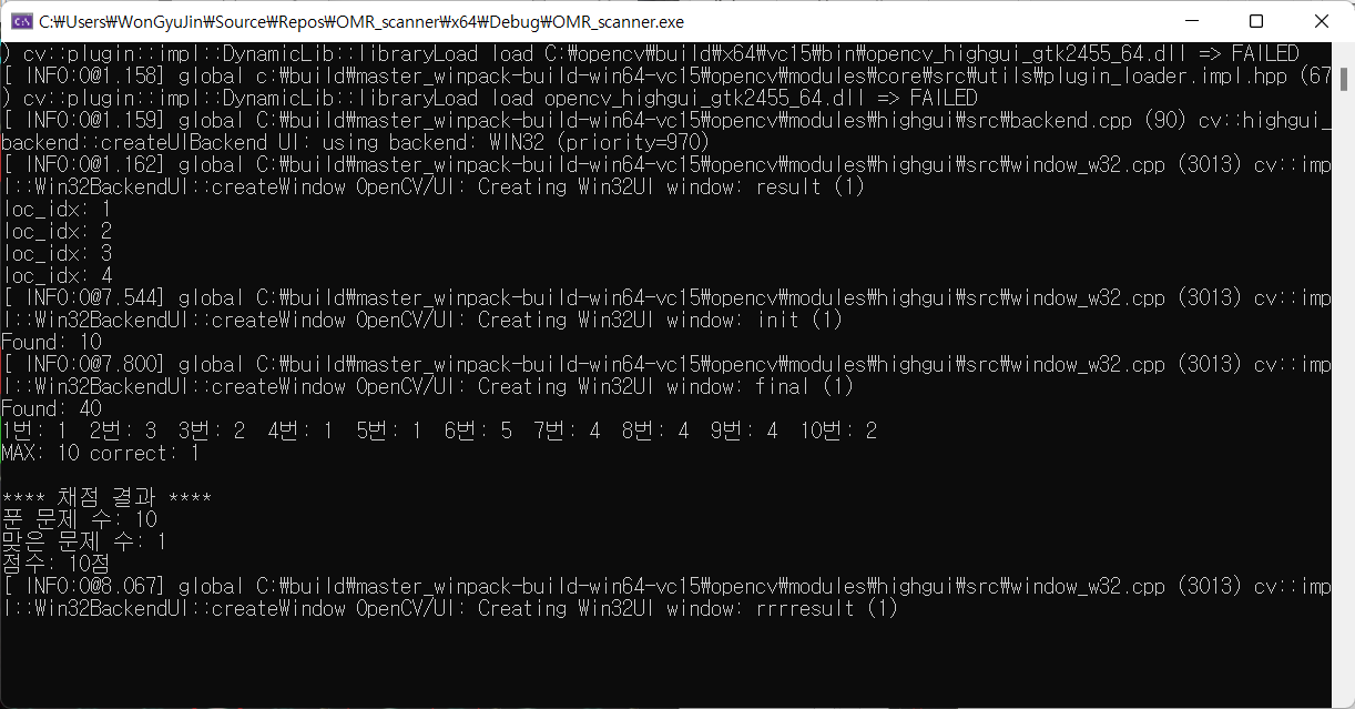 C:₩Users₩WonGyuJin₩Source₩Repos₩OMR_scanner₩x64₩Debug₩OMR_scanner.exe
) cv::plugin::impl::DynamicLib::libraryLoad load C:₩opencv₩build₩x64₩vc15₩bin₩opencv_highgui_gtk2455_64.dll => FAILED
[ INFO:0@1.158] global c:₩build₩master_winpack-build-win64-vc15₩opencv₩modules₩core₩src₩utils₩plugin_loader.impl.hpp (67
) cv::plugin::impl::DynamicLib::libraryLoad load opencv_highgui_gtk2455_64.dll => FAILED
[ INFO:0@1.159] global C:₩build₩master_winpack-build-win64-vc15₩opencv₩modules₩highgui₩src₩backend.cpp (90) cv::highgui_
backend::createUIBackend UI: using backend: WIN32 (priority=970)
[ INFO:0@1.162] global C:₩build₩master_winpack-build-win64-vc15₩opencv₩modules₩highgui₩src₩window_w32.cpp (3013) cv::imp
l::Win32BackendUI::createWindow OpenCV/UI: Creating Win32UI window: result (1)
loc_idx: 1
loc_idx: 2
loc_idx: 3
loc_idx: 4
[ INFO:0@7.544] global C:₩build₩master_winpack-build-win64-vc15₩opencv₩modules₩highgui₩src₩window_w32.cpp (3013) cv::imp
l::Win32BackendUI::createWindow OpenCV/UI: Creating Win32UI window: init (1)
Found: 10
[ INFO:0@7.800] global C:₩build₩master_winpack-build-win64-vc15₩opencv₩modules₩highgui₩src₩window_w32.cpp (3013) cv::imp
l::Win32BackendUI::createWindow OpenCV/UI: Creating Win32UI window: final (1)
Found: 40
1번: 1  2번: 3  3번: 2  4번: 1  5번: 1  6번: 5  7번: 4  8번: 4  9번: 4  10번: 2
MAX: 10 correct: 1
**** 채점 결과 ****
푼 문제 수: 10
맞은 문제 수: 1
점수: 10점
[ INFO:0@8.067] global C:₩build₩master_winpack-build-win64-vc15₩opencv₩modules₩highgui₩src₩window_w32.cpp (3013) cv::imp
l::Win32BackendUI::createWindow OpenCV/UI: Creating Win32UI window: rrrresult (1)